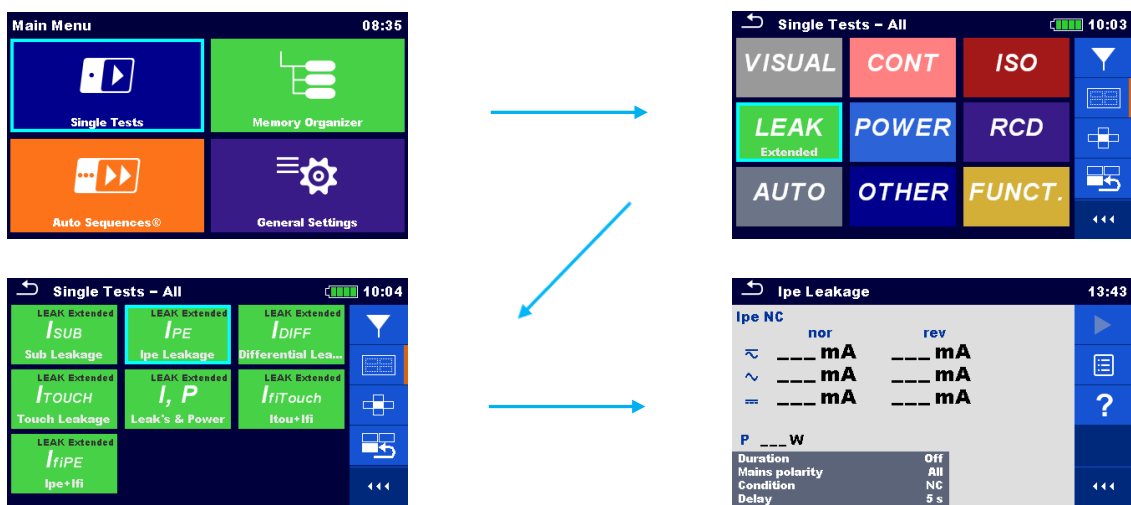 Main Menu 08:35
Single Tests Memory Organizer
Auto Sequences® General Settings
Single Tests – All 10:03
VISUAL CONT ISO
LEAK POWER RCD
Extended
AUTO OTHER FUNCT.
Single Tests – All 10:04
LEAK Extended LEAK Extended LEAK Extended
ISUB IPE IDIFF
Sub Leakage Ipe Leakage Differential Lea...
LEAK Extended LEAK Extended LEAK Extended
ITOUCH I, P IfiTouch
Touch Leakage Leak's & Power Itou+Ifi
LEAK Extended
IfiPE
Ipe+Ifi
Ipe Leakage 13:43
Ipe NC
nor rev
≂ ___ mA ___ mA
~ ___ mA ___ mA
⎓ ___ mA ___ mA
?
P ___ W
Duration Off
Mains polarity All
Condition NC
Delay 5 s